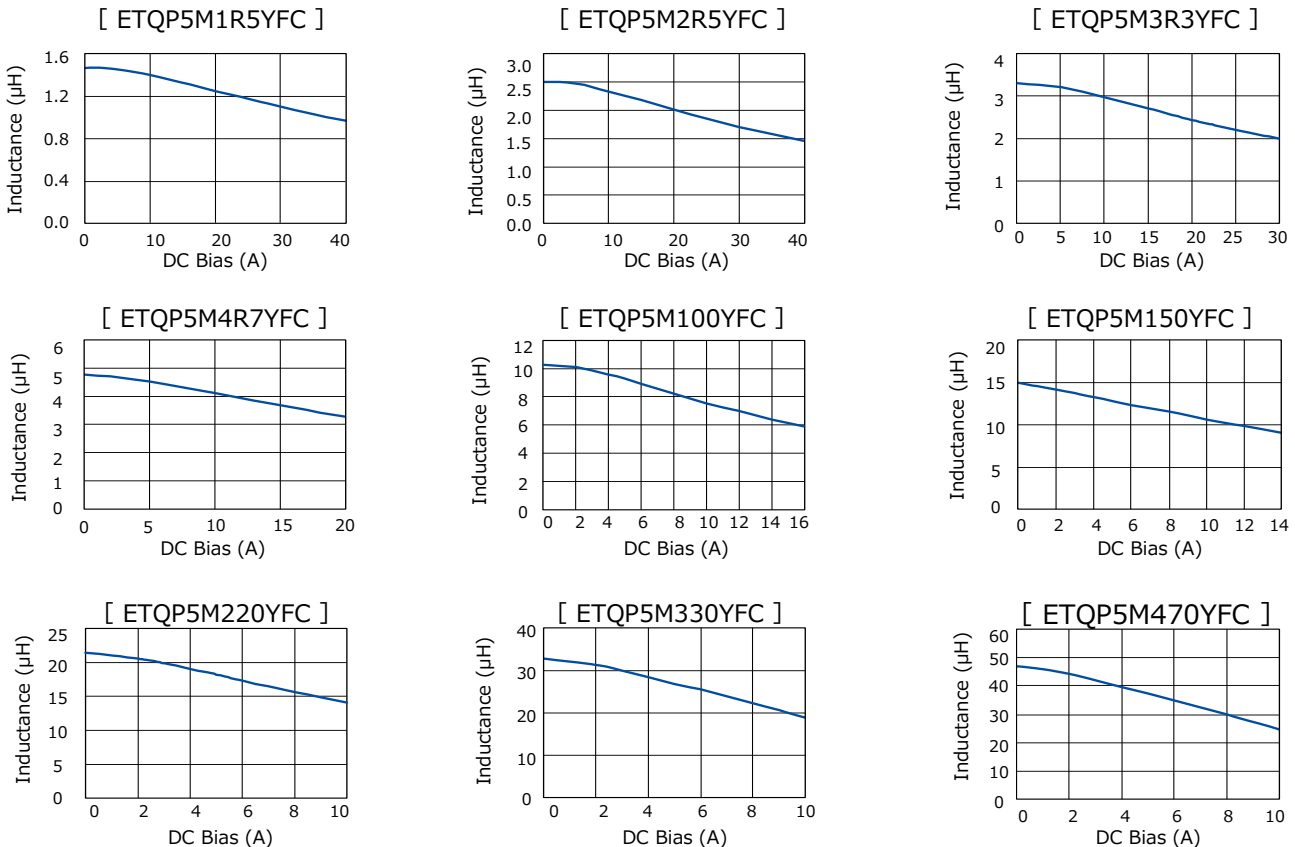 [ ETQP5M1R5YFC ]
Inductance (µH)
1.6
1.2
0.8
0.4
0.0
0 10 20 30 40
DC Bias (A)
[ ETQP5M2R5YFC ]
Inductance (µH)
3.0
2.5
2.0
1.5
1.0
0.5
0.0
0 10 20 30 40
DC Bias (A)
[ ETQP5M3R3YFC ]
Inductance (µH)
4
3
2
1
0
0 5 10 15 20 25 30
DC Bias (A)
[ ETQP5M4R7YFC ]
Inductance (µH)
6
5
4
3
2
1
0
0 5 10 15 20
DC Bias (A)
[ ETQP5M100YFC ]
Inductance (µH)
12
10
8
6
4
2
0
0 2 4 6 8 10 12 14 16
DC Bias (A)
[ ETQP5M150YFC ]
Inductance (µH)
20
15
10
5
0
0 2 4 6 8 10 12 14
DC Bias (A)
[ ETQP5M220YFC ]
Inductance (µH)
25
20
15
10
5
0
0 2 4 6 8 10
DC Bias (A)
[ ETQP5M330YFC ]
Inductance (µH)
40
30
20
10
0
0 2 4 6 8 10
DC Bias (A)
[ ETQP5M470YFC ]
Inductance (µH)
60
50
40
30
20
10
0
0 2 4 6 8 10
DC Bias (A)